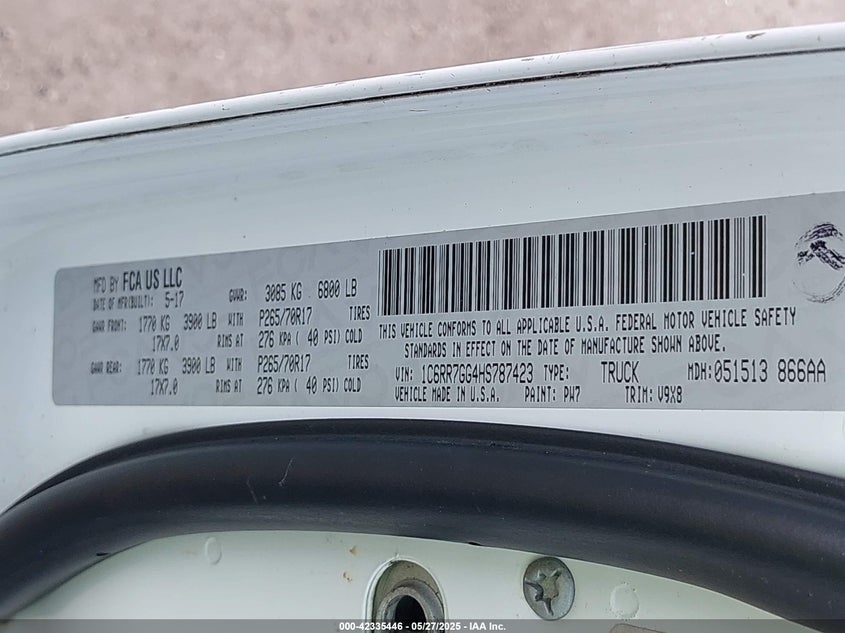 MFD BY FCA US LLC
DATE OF MFR(BUILT): 5-17 GVWR: 3085 KG 6800 LB
GAWR FRONT: 1770 KG 3900 LB WITH P265/70R17 TIRES
17X7.0 RIMS AT 276 KPA ( 40 PSI) COLD
GAWR REAR: 1770 KG 3900 LB WITH P265/70R17 TIRES
17X7.0 RIMS AT 276 KPA ( 40 PSI) COLD
THIS VEHICLE CONFORMS TO ALL APPLICABLE U.S.A. FEDERAL MOTOR VEHICLE SAFETY
STANDARDS IN EFFECT ON THE DATE OF MANUFACTURE SHOWN ABOVE.
VIN: 1C6RR7GG4HS787423 TYPE: TRUCK MDH: 051513 866AA
VEHICLE MADE IN U.S.A. PAINT: PW7 TRIM: V9X8
000-42335446 - 05/27/2025 - IAA Inc.